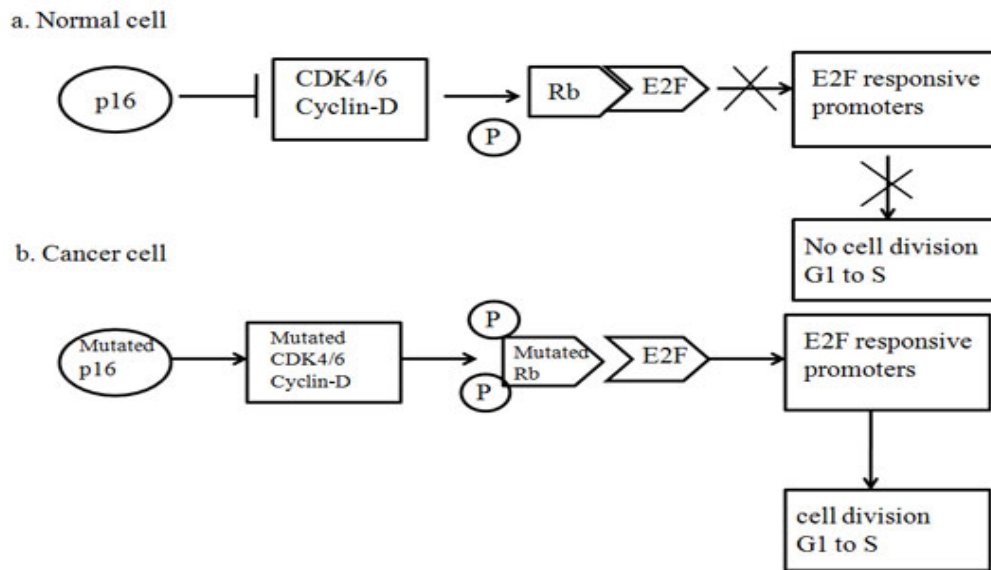 a. Normal cell
p16
CDK4/6
Cyclin-D
P
Rb
E2F
E2F responsive
promoters
No cell division
G1 to S
b. Cancer cell
Mutated
p16
Mutated
CDK4/6
Cyclin-D
P
P
Mutated
Rb
E2F
E2F responsive
promoters
cell division
G1 to S